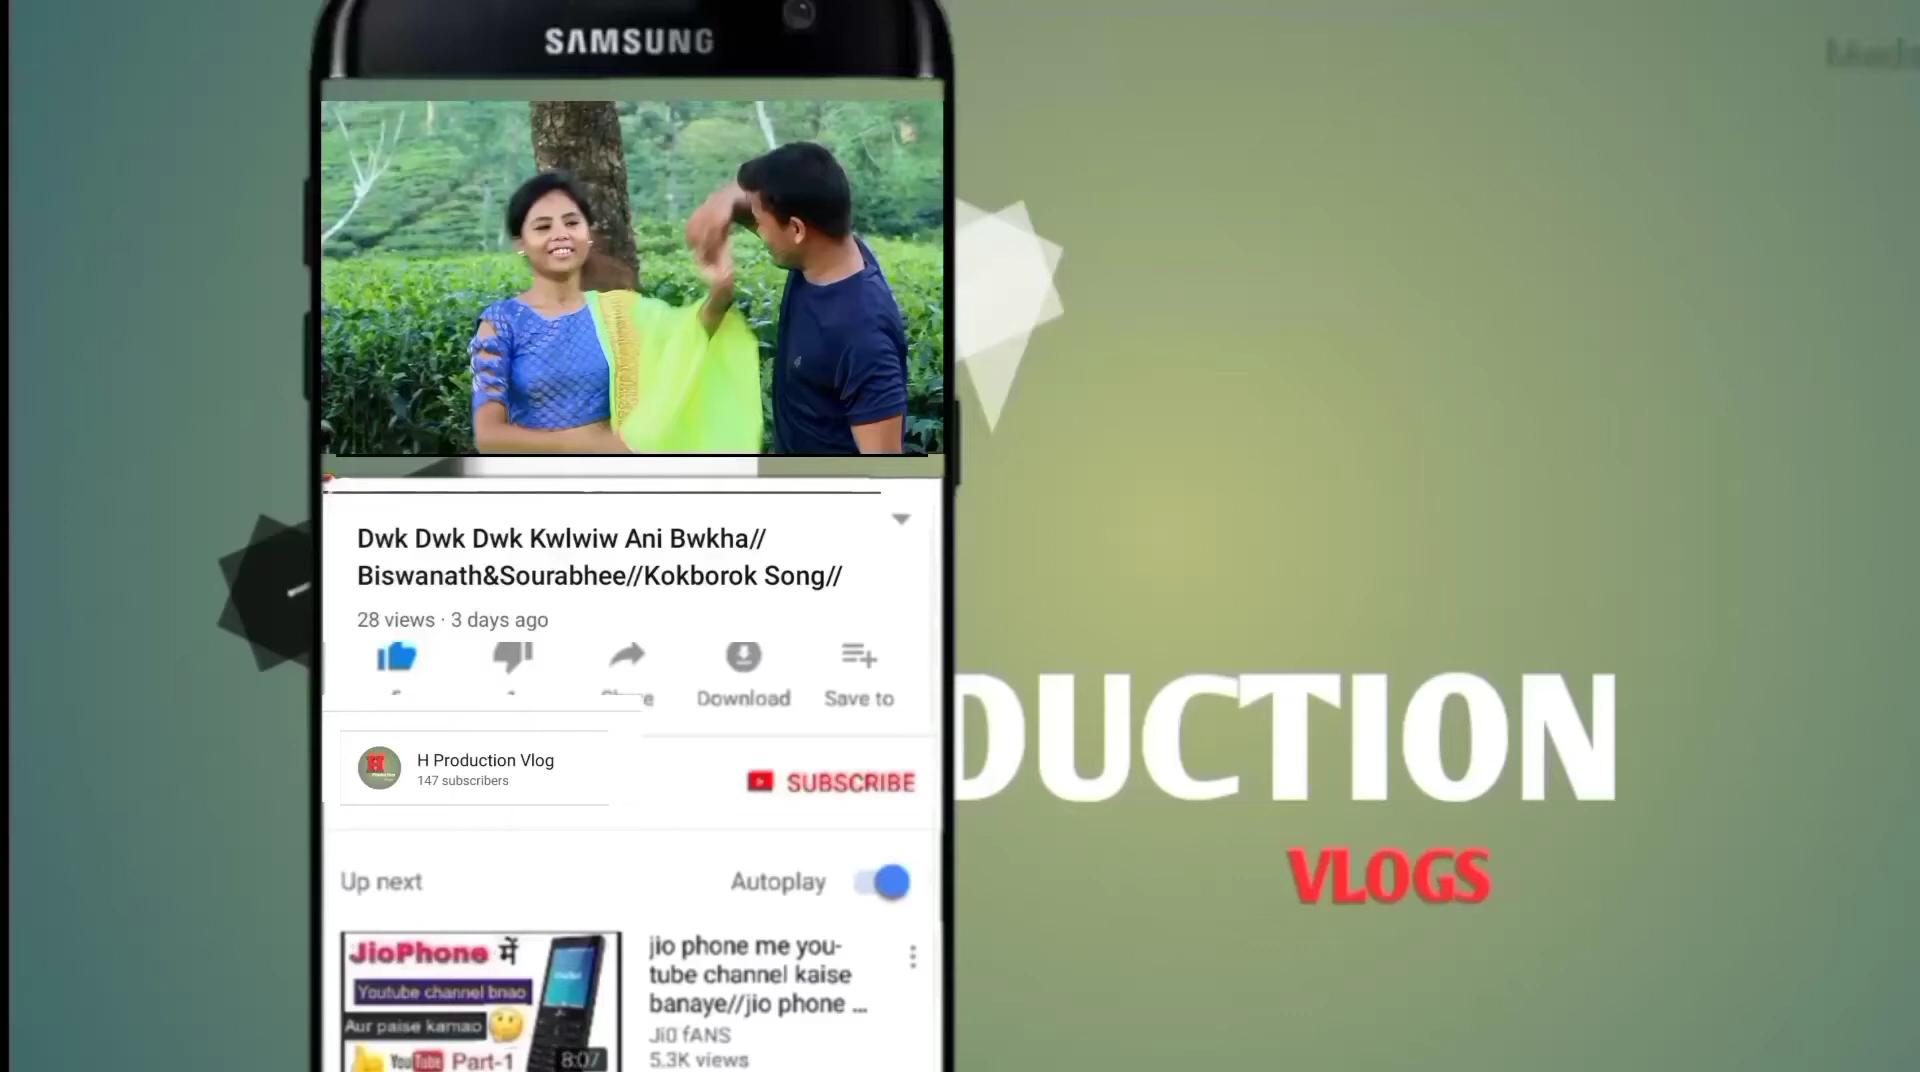 SAMSUNG
Dwk Dwk Dwk Kwlwiw Ani Bwkha//
Biswanath&Sourabhee//Kokborok Song//
28 views · 3 days ago
Download
Save to
H
H Production Vlog
147 subscribers
SUBSCRIBE
DUCTION
VLOGS
Up next
Autoplay
JioPhone में
Youtube channel bnao
Aur paise kamao
YouTube Part-1
8:07
jio phone me you-
tube channel kaise
banaye//jio phone ...
JiO fANS
5.3K views